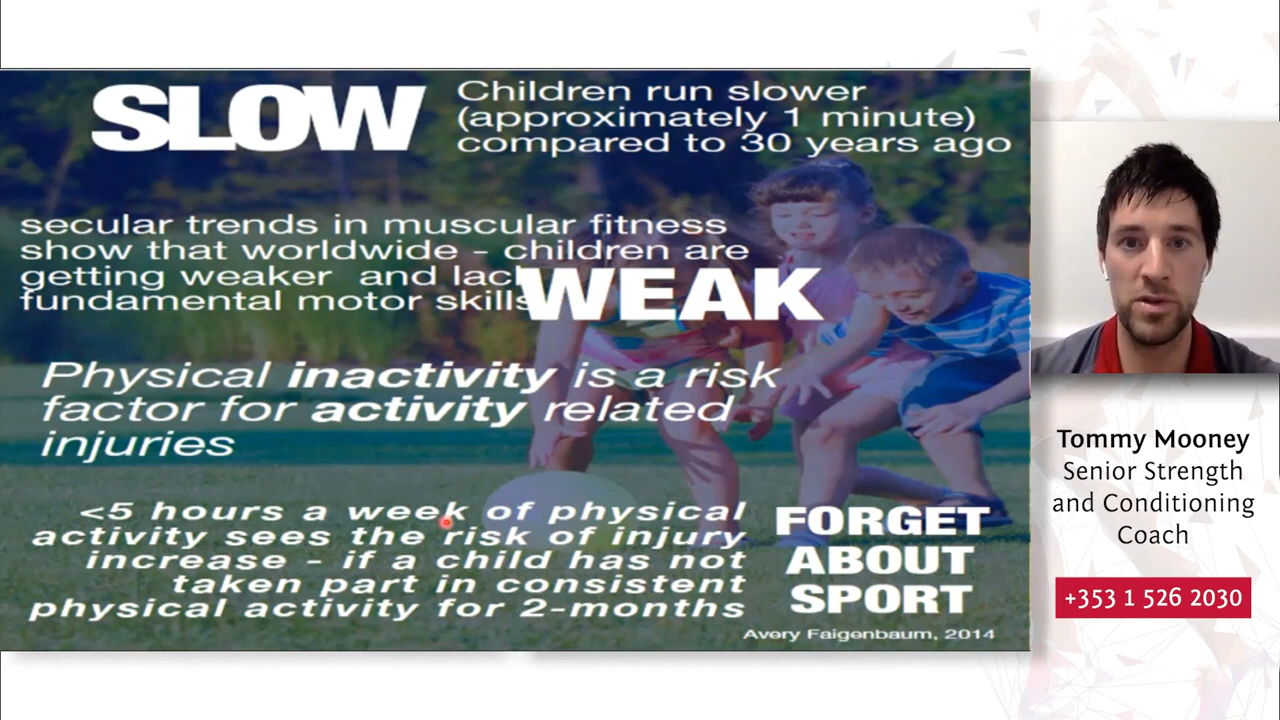 SLOW
Children run slower
(approximately 1 minute)
compared to 30 years ago
secular trends in muscular fitness
show that worldwide - children are
getting weaker and lack
fundamental motor skills
WEAK
Physical inactivity is a risk
factor for activity related
injuries
<5 hours a week of physical
activity sees the risk of injury
increase - if a child has not
taken part in consistent
physical activity for 2-months
FORGET
ABOUT
SPORT
Avery Faigenbaum, 2014
Tommy Mooney
Senior Strength
and Conditioning
Coach
+353 1 526 2030